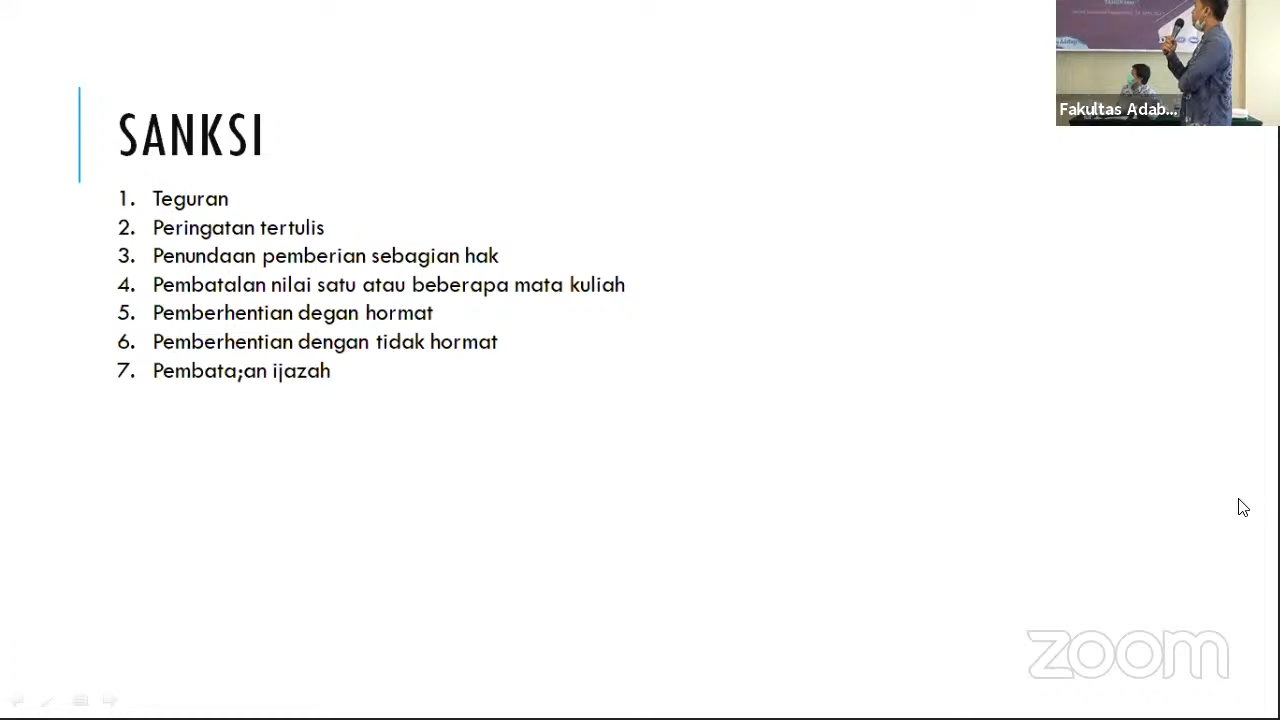 SANKSI
1. Teguran
2. Peringatan tertulis
3. Penundaan pemberian sebagian hak
4. Pembatalan nilai satu atau beberapa mata kuliah
5. Pemberhentian degan hormat
6. Pemberhentian dengan tidak hormat
7. Pembata;an ijazah
Fakultas Adab...
zoom